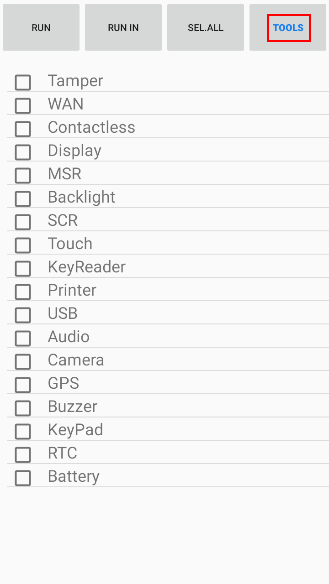 RUN RUN IN SEL.ALL TOOLS
Tamper
WAN
Contactless
Display
MSR
Backlight
SCR
Touch
KeyReader
Printer
USB
Audio
Camera
GPS
Buzzer
KeyPad
RTC
Battery